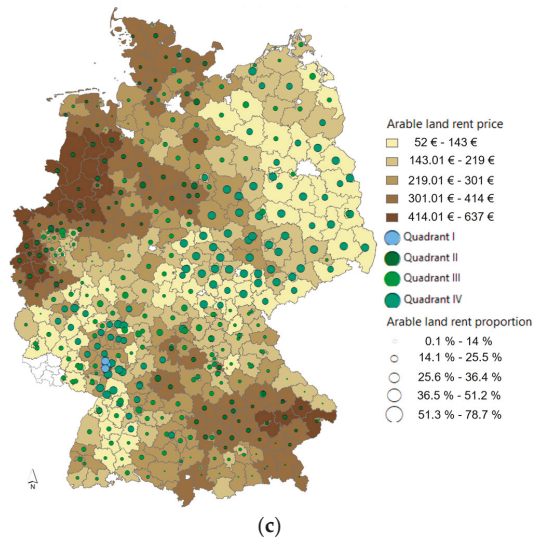 Arable land rent price
52 € - 143 €
143.01 € - 219 €
219.01 € - 301 €
301.01 € - 414 €
414.01 € - 637 €
Quadrant I
Quadrant II
Quadrant III
Quadrant IV
Arable land rent proportion
0.1 % - 14 %
14.1 % - 25.5 %
25.6 % - 36.4 %
36.5 % - 51.2 %
51.3 % - 78.7 %
N
(c)